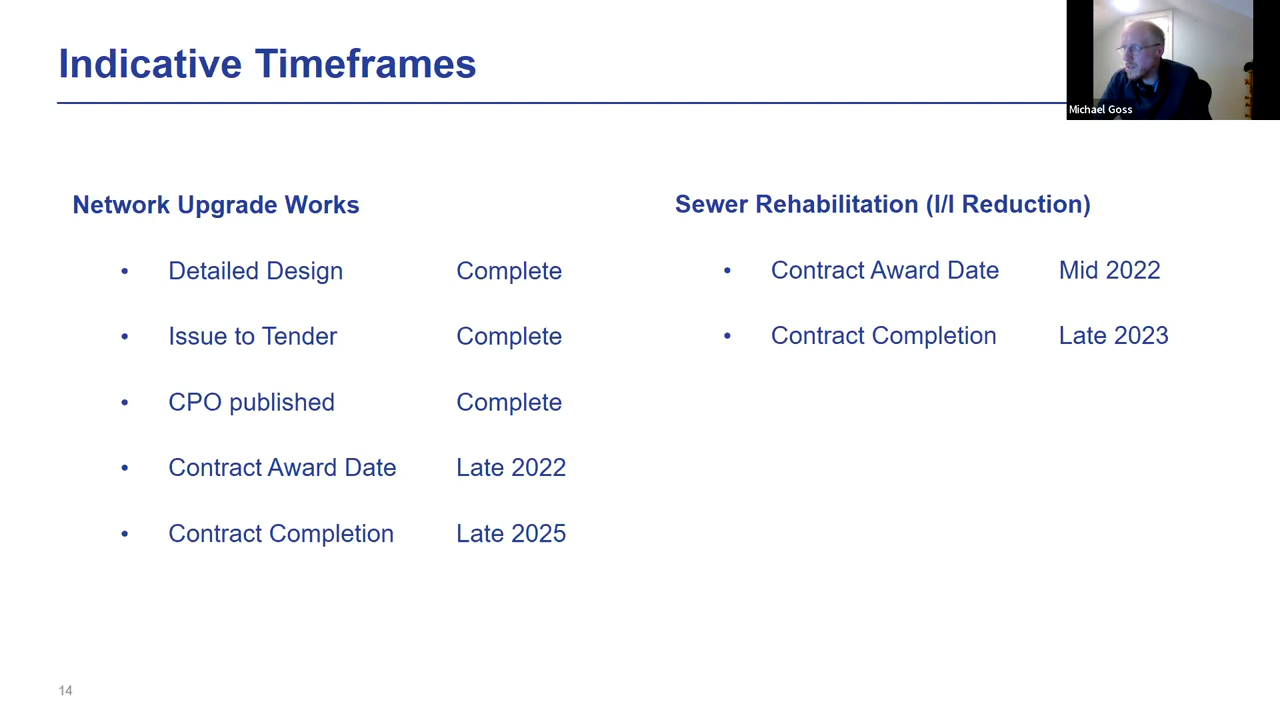 Indicative Timeframes
Michael Goss
Network Upgrade Works
• Detailed Design Complete
• Issue to Tender Complete
• CPO published Complete
• Contract Award Date Late 2022
• Contract Completion Late 2025
Sewer Rehabilitation (I/I Reduction)
• Contract Award Date Mid 2022
• Contract Completion Late 2023
14